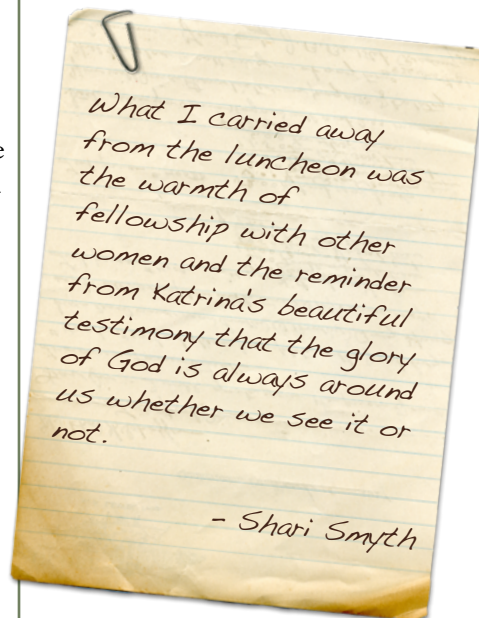 What I carried away
from the luncheon was
the warmth of
fellowship with other
women and the reminder
from Katrina's beautiful
testimony that the glory
of God is always around
us whether we see it or
not.
- Shari Smyth